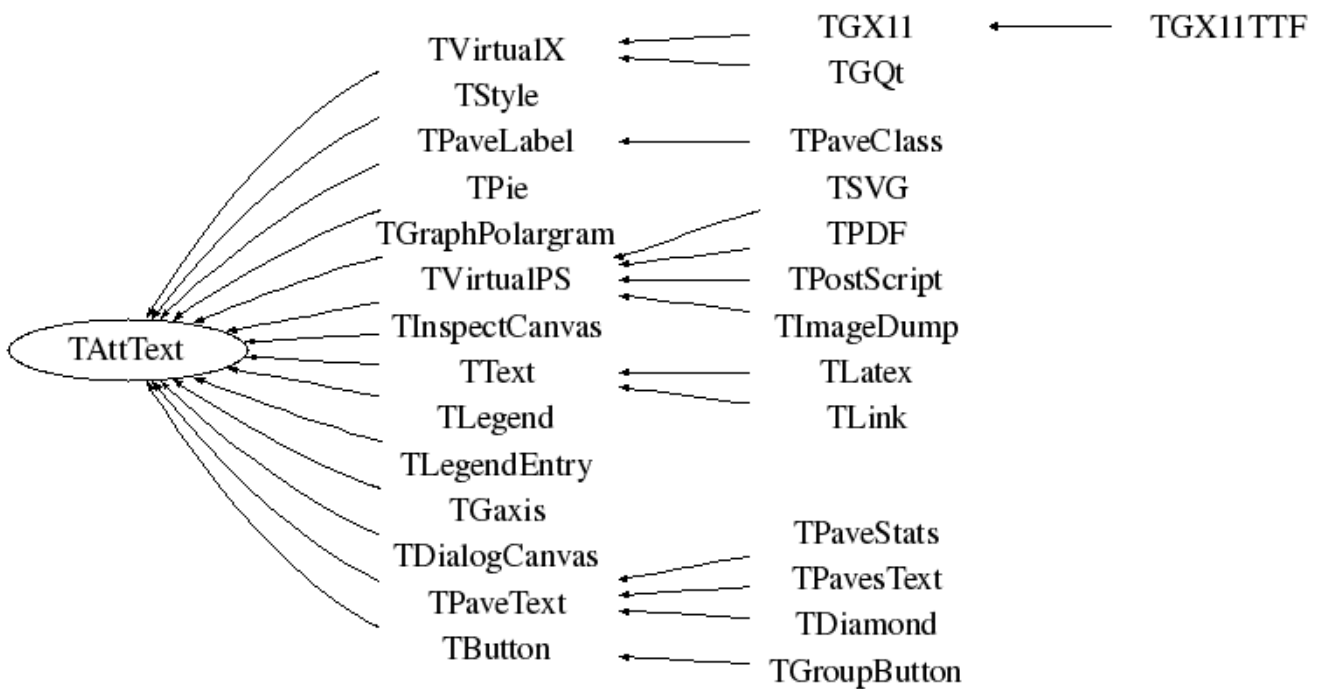 TGX11
TGX11TTF
TVirtualX
TGQt
TStyle
TPaveLabel
TPaveClass
TPie
TSVG
TGraphPolargram
TPDF
TVirtualPS
TPostScript
TInspectCanvas
TImageDump
TAttText
TText
TLatex
TLegend
TLink
TLegendEntry
TGaxis
TPaveStats
TDialogCanvas
TPavesText
TPaveText
TDiamond
TButton
TGroupButton